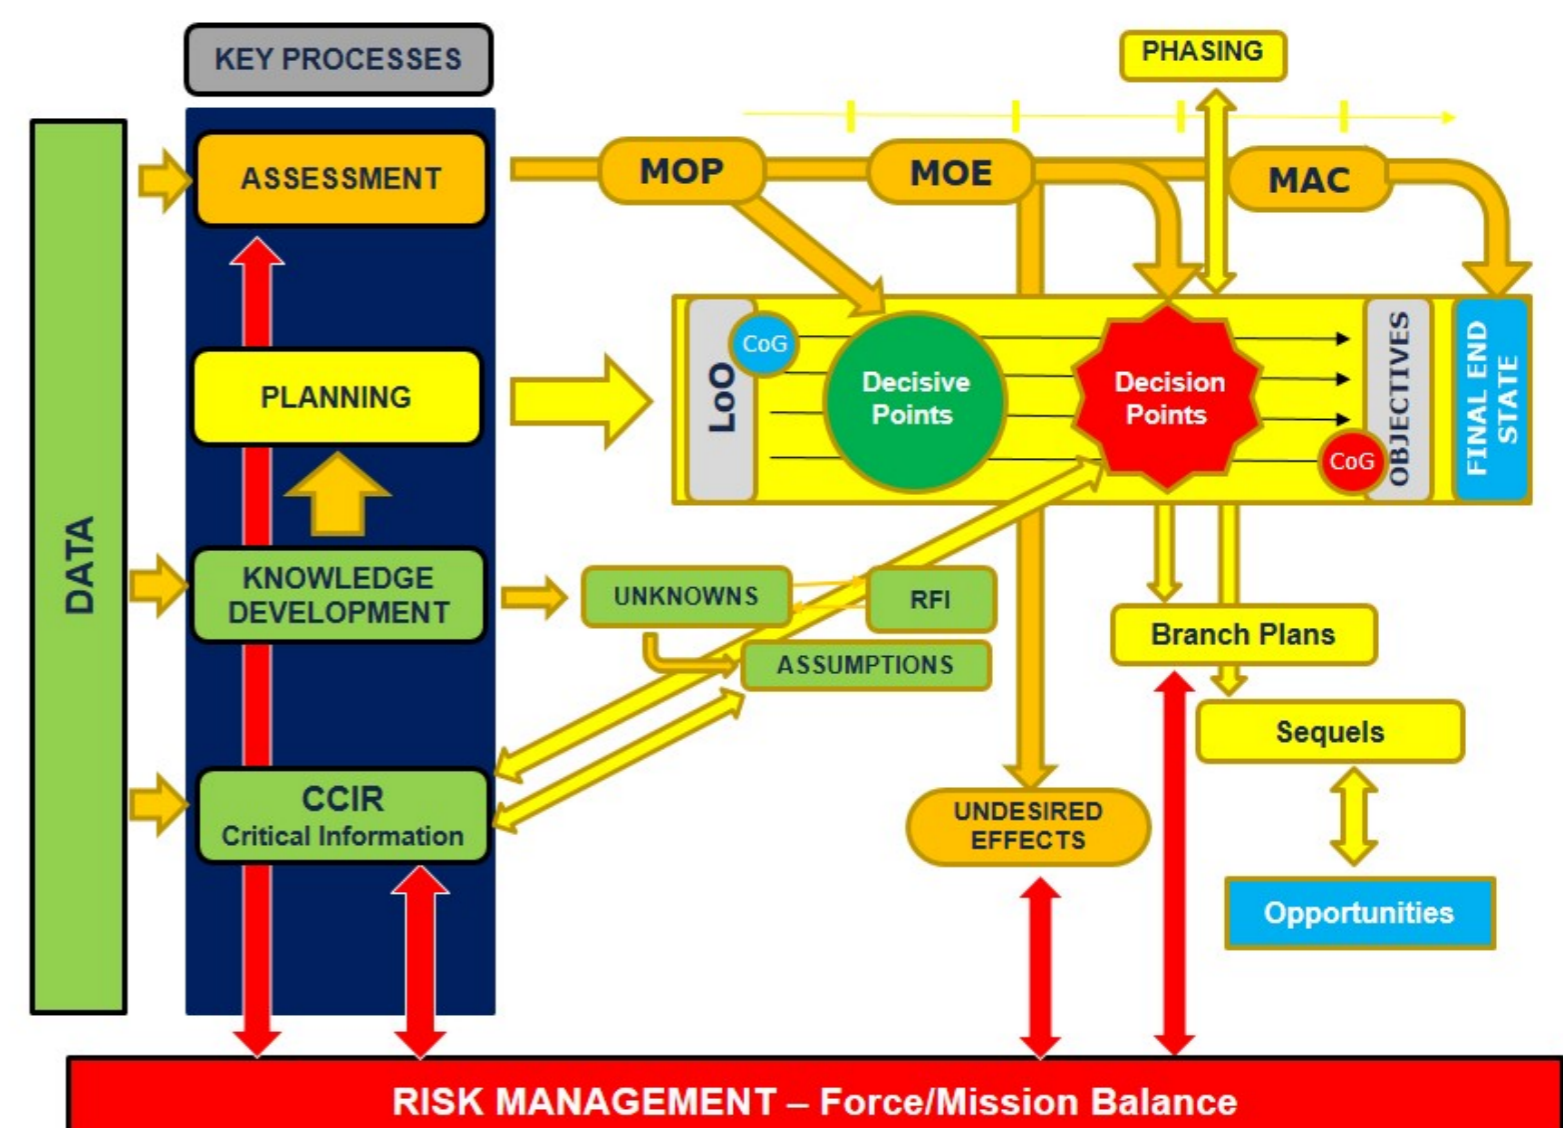 KEY PROCESSES
PHASING
DATA
ASSESSMENT
MOP
MOE
MAC
PLANNING
LoO
CoG
Decisive
Points
Decision
Points
CoG
OBJECTIVES
FINAL END
STATE
KNOWLEDGE
DEVELOPMENT
UNKNOWNS
RFI
ASSUMPTIONS
Branch Plans
Sequels
CCIR
Critical Information
UNDESIRED
EFFECTS
Opportunities
RISK MANAGEMENT – Force/Mission Balance